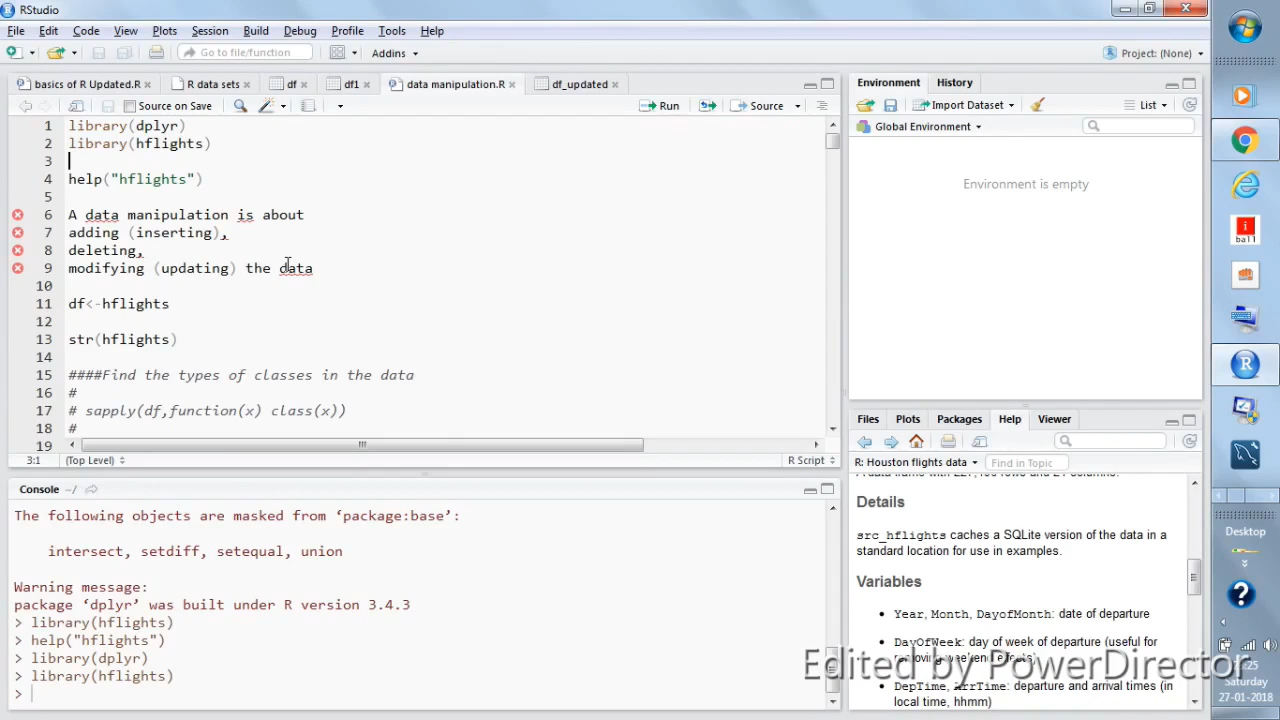 RStudio
File Edit Code View Plots Session Build Debug Profile Tools Help
Go to file/function Addins Project: (None)
basics of R Updated.R R data sets df df1 data manipulation.R df_updated
Source on Save Run Source
1 library(dplyr)
2 library(hflights)
3
4 help("hflights")
5
6 A data manipulation is about
7 adding (inserting),
8 deleting,
9 modifying (updating) the data
10
11 df<-hflights
12
13 str(hflights)
14
15 ####Find the types of classes in the data
16 #
17 # sapply(df,function(x) class(x))
18 #
19
3:1 (Top Level) R Script
Console ~/
The following objects are masked from ‘package:base’:
intersect, setdiff, setequal, union
Warning message:
package ‘dplyr’ was built under R version 3.4.3
> library(hflights)
> help("hflights")
> library(dplyr)
> library(hflights)
>
Environment History
Import Dataset List
Global Environment
Environment is empty
Files Plots Packages Help Viewer
R: Houston flights data Find in Topic
Details
src_hflights caches a SQLite version of the data in a
standard location for use in examples.
Variables
• Year, Month, DayofMonth: date of departure
• DayOfWeek: day of week of departure (useful for
removing weekend effects)
• DepTime, ArrTime: departure and arrival times (in
local time, hhmm)
Edited by PowerDirector
ball
Desktop
Saturday
27-01-2018